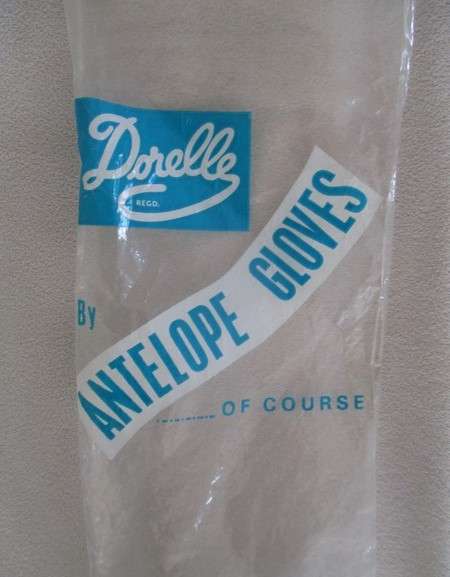 Dorelle
REGD.
By
ANTELOPE GLOVES
........ OF COURSE